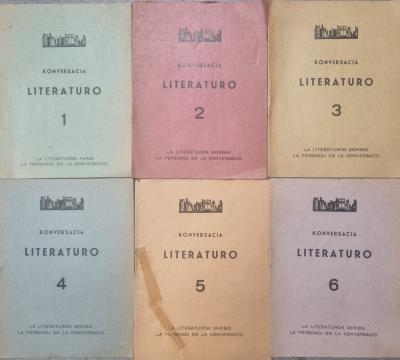 KONVERSACIA
LITERATURO
1
LA LITERATURON FARAS
LA PERSONOJ EN LA KONVERSACIO.
KONVERSACIA
LITERATURO
2
LA LITERATURON SKRIBAS
LA PERSONOJ EN LA KONVERSACIO.
KONVERSACIA
LITERATURO
3
LA LITERATURON SKRIBAS
LA PERSONOJ EN LA KONVERSACIO.
KONVERSACIA
LITERATURO
4
LA LITERATURON SKRIBIS
LA PERSONOJ EN LA KONVERSACIO.
KONVERSACIA
LITERATURO
5
LA LITERATURON SKRIBIS
LA PERSONOJ EN LA KONVERSACIO.
KONVERSACIA
LITERATURO
6
LA LITERATURON SKRIBIS
LA PERSONOJ EN LA KONVERSACIO.